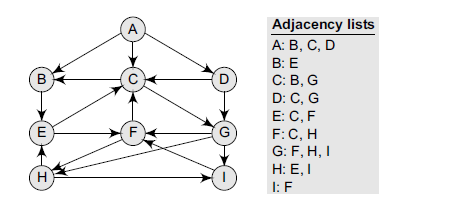 A
B
C
D
E
F
G
H
I
Adjacency lists
A: B, C, D
B: E
C: B, G
D: C, G
E: C, F
F: C, H
G: F, H, I
H: E, I
I: F